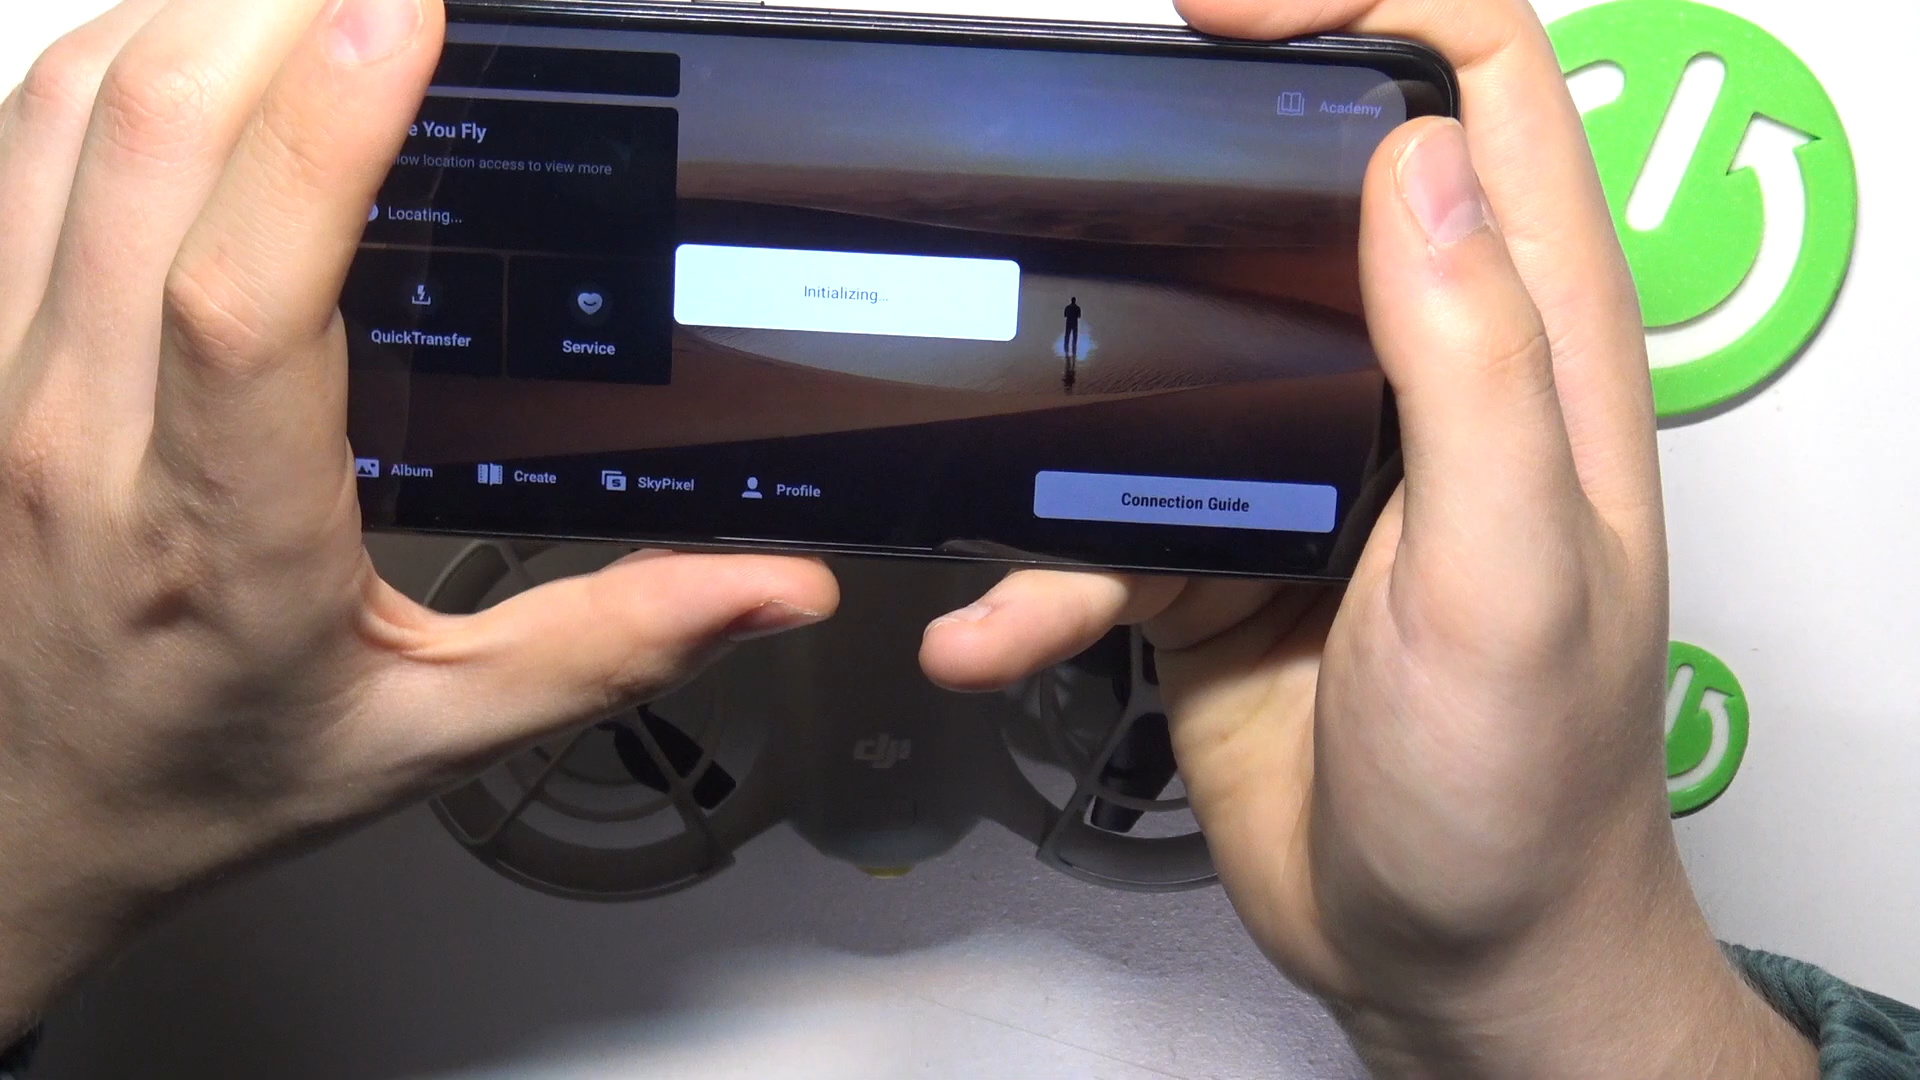 Academy
e You Fly
low location access to view more
Locating...
Initializing...
QuickTransfer
Service
Album
Create
SkyPixel
Profile
Connection Guide
dji